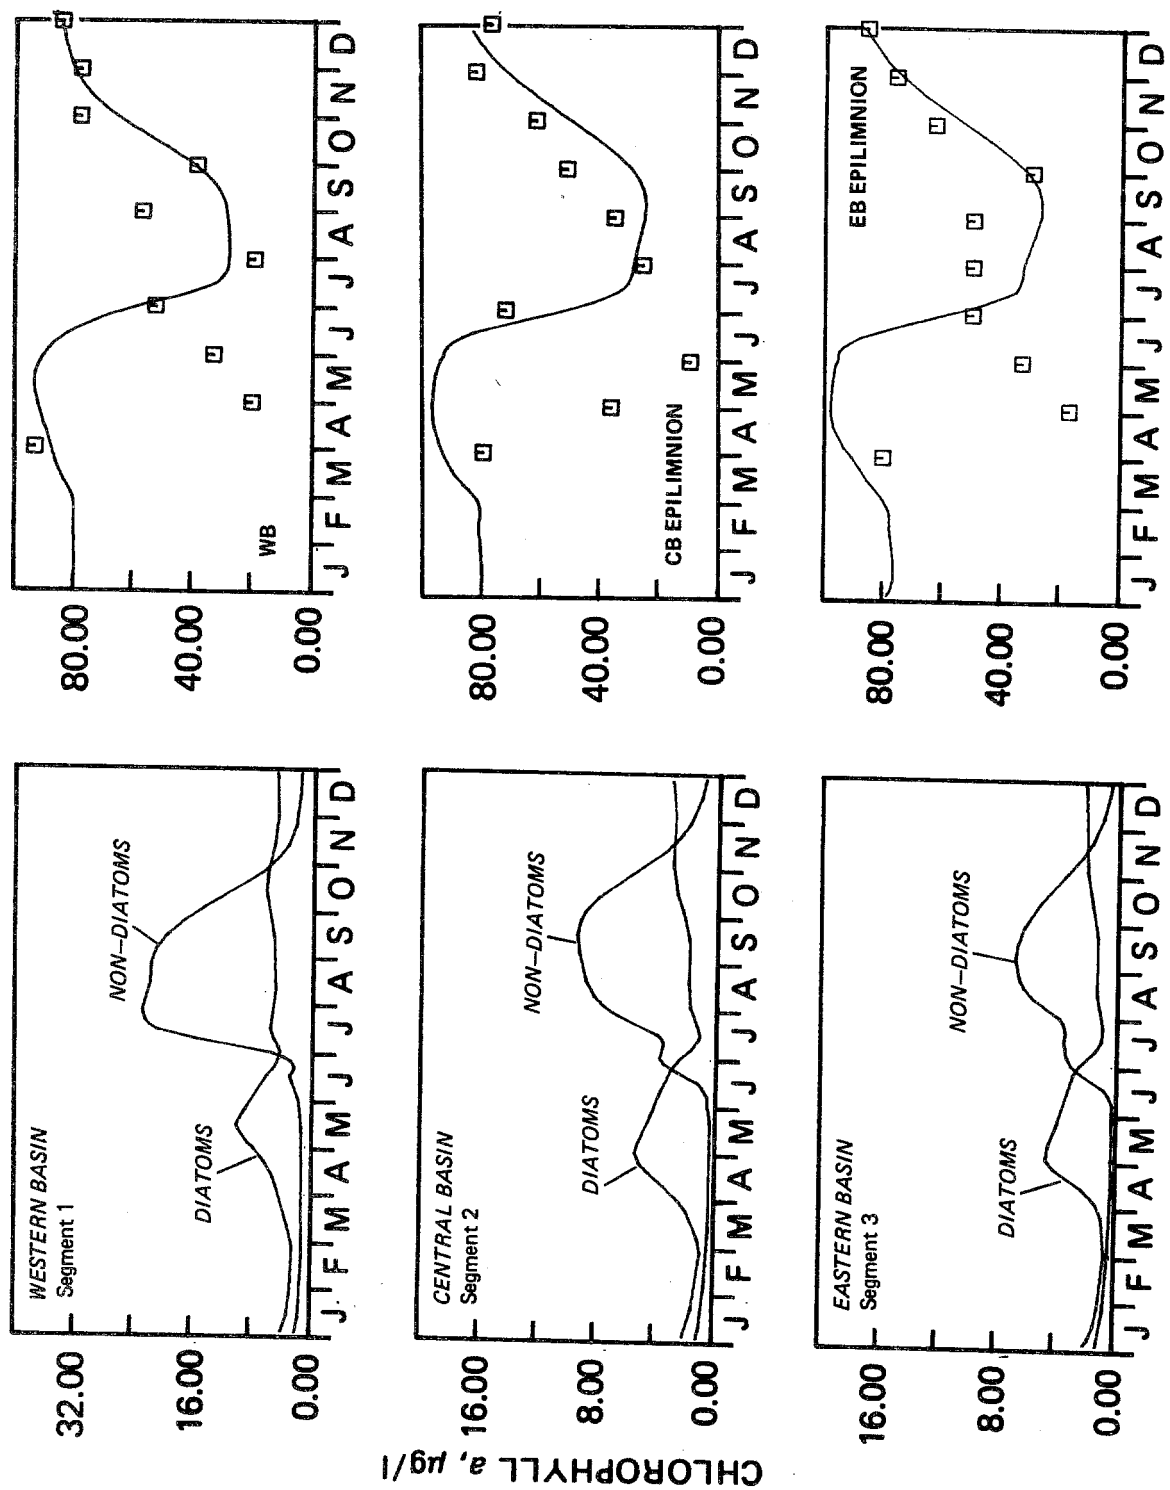 CHLOROPHYLL a, µg/l
WESTERN BASIN
Segment 1
32.00
16.00
0.00
DIATOMS
NON–DIATOMS
J F M A M J J A S O N D
80.00
40.00
0.00
WB
J F M A M J J A S O N D
CENTRAL BASIN
Segment 2
16.00
8.00
0.00
DIATOMS
NON–DIATOMS
J F M A M J J A S O N D
80.00
40.00
0.00
CB EPILIMNION
J F M A M J J A S O N D
EASTERN BASIN
Segment 3
16.00
8.00
0.00
DIATOMS
NON–DIATOMS
J F M A M J J A S O N D
80.00
40.00
0.00
EB EPILIMNION
J F M A M J J A S O N D